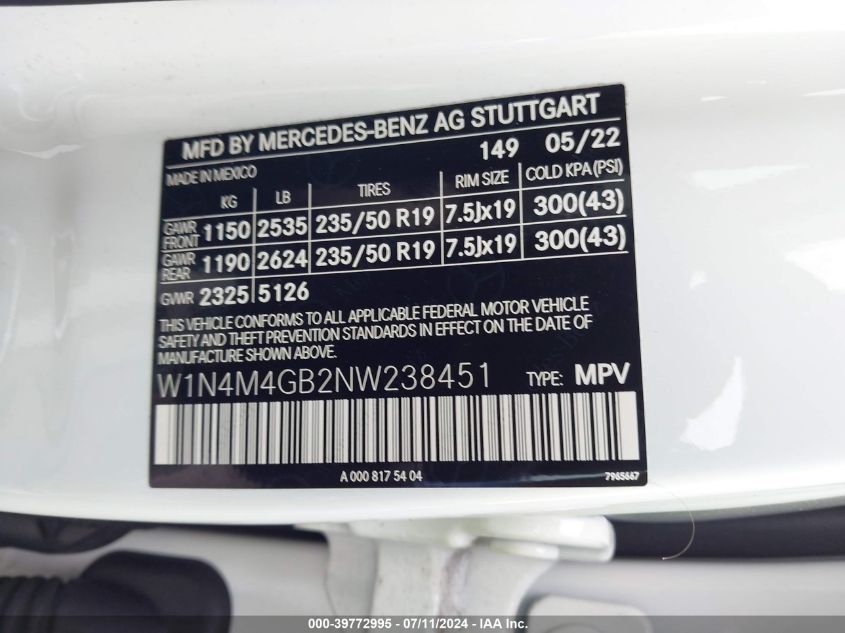 MFD BY MERCEDES-BENZ AG STUTTGART
149 05/22
MADE IN MEXICO
KG LB TIRES RIM SIZE COLD KPA (PSI)
GAWR FRONT 1150 2535 235/50 R19 7.5Jx19 300(43)
GAWR REAR 1190 2624 235/50 R19 7.5Jx19 300(43)
GVWR 2325 5126
THIS VEHICLE CONFORMS TO ALL APPLICABLE FEDERAL MOTOR VEHICLE
SAFETY AND THEFT PREVENTION STANDARDS IN EFFECT ON THE DATE OF
MANUFACTURE SHOWN ABOVE.
W1N4M4GB2NW238451 TYPE: MPV
A 000 817 54 04 7965667
000-39772995 - 07/11/2024 - IAA Inc.